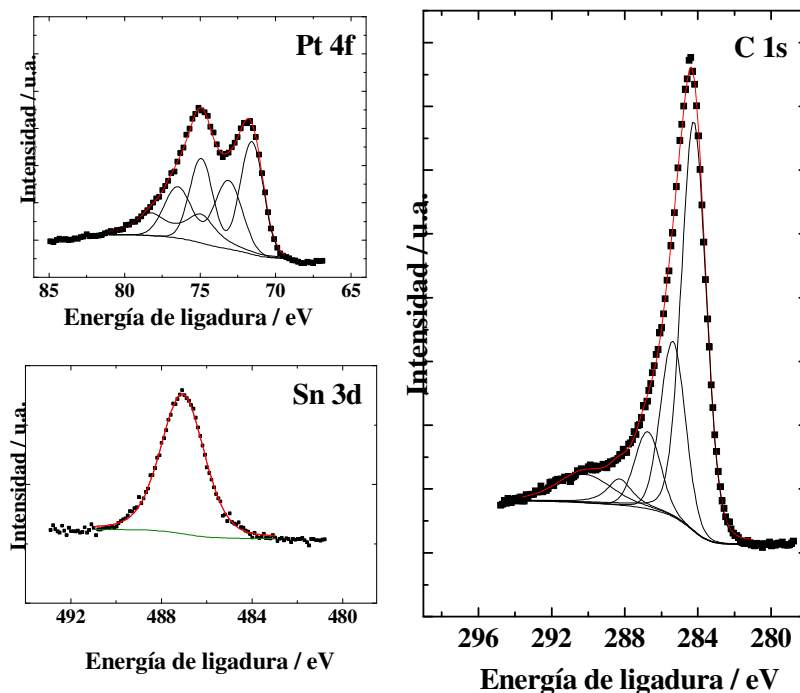 Pt 4f
Intensidad / u.a.
85 80 75 70 65
Energía de ligadura / eV
Sn 3d
Intensidad / u.a.
492 488 484 480
Energía de ligadura / eV
C 1s
Intensidad / u.a.
296 292 288 284 280
Energía de ligadura / eV